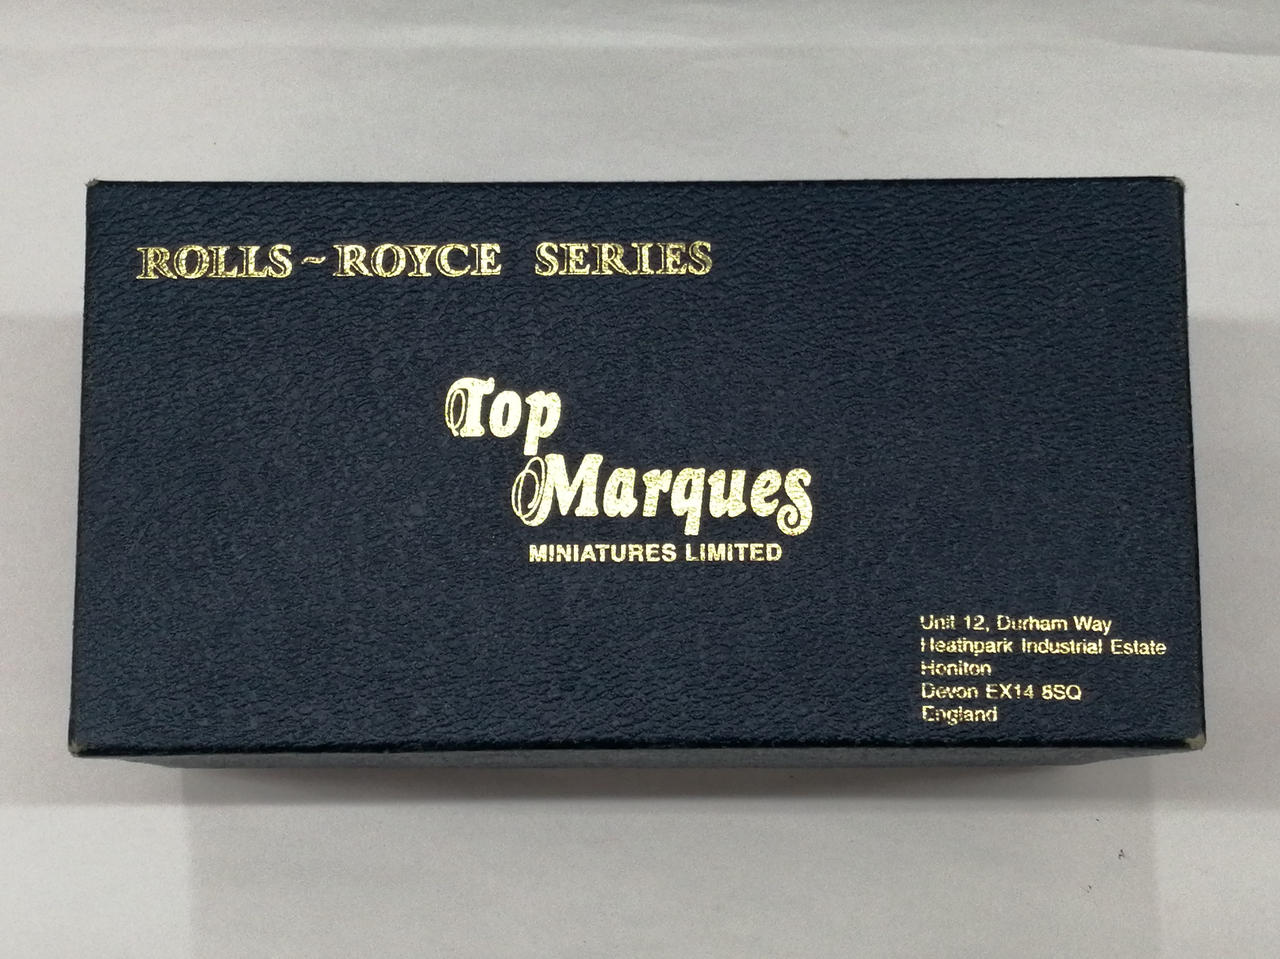 ROLLS~ROYCE SERIES
Top
Marques
MINIATURES LIMITED
Unit 12, Durham Way
Heathpark Industrial Estate
Honiton
Devon EX14 8SQ
England